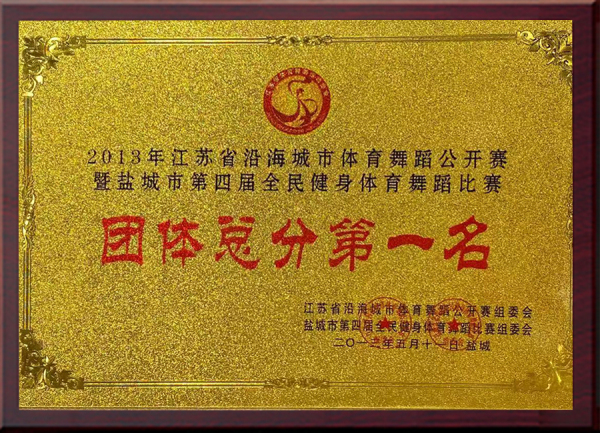 2013年江苏省沿海城市体育舞蹈公开赛
暨盐城市第四届全民健身体育舞蹈比赛
团体总分第一名
江苏省沿海城市体育舞蹈公开赛组委会
盐城市第四届全民健身体育舞蹈比赛组委会
二〇一三年五月十一日 盐城